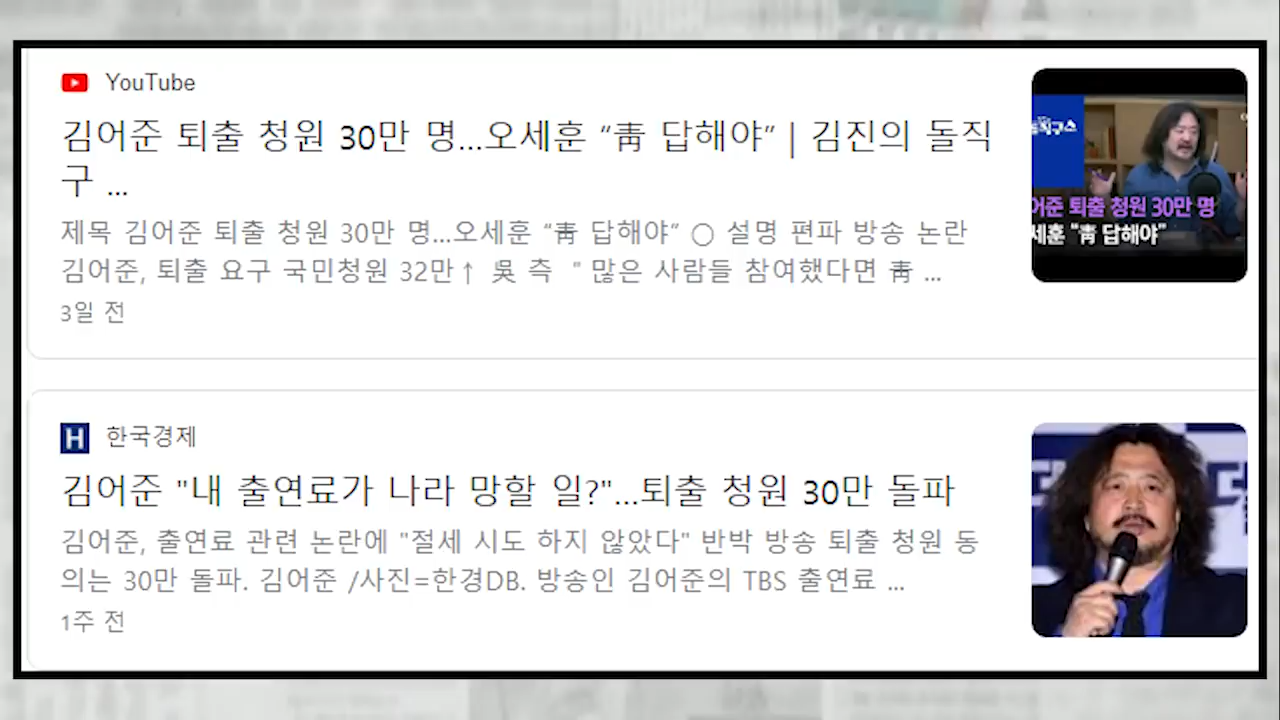 YouTube
김어준 퇴출 청원 30만 명...오세훈 “靑 답해야” | 김진의 돌직
구 ...
제목 김어준 퇴출 청원 30만 명...오세훈 “靑 답해야” ○ 설명 편파 방송 논란
김어준, 퇴출 요구 국민청원 32만↑ 吳 측 “ 많은 사람들 참여했다면 靑 ...
3일 전
어준 퇴출 청원 30만 명
세훈 “靑 답해야”
H 한국경제
김어준 "내 출연료가 나라 망할 일?"...퇴출 청원 30만 돌파
김어준, 출연료 관련 논란에 "절세 시도 하지 않았다" 반박 방송 퇴출 청원 동
의는 30만 돌파. 김어준 /사진=한경DB. 방송인 김어준의 TBS 출연료 ...
1주 전